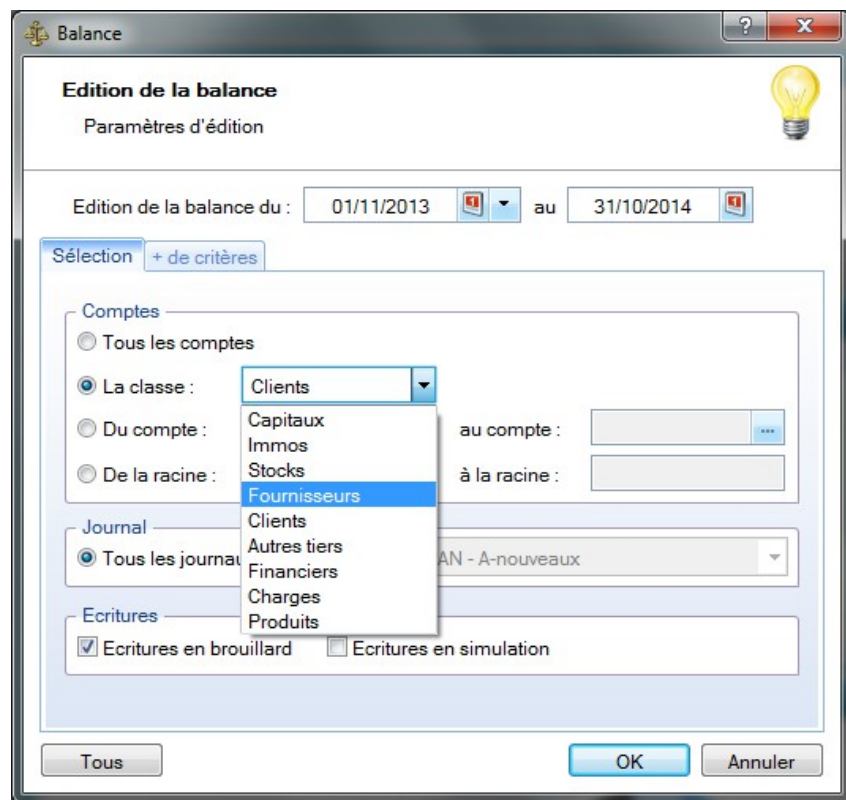 Balance
Edition de la balance
Paramètres d'édition
Edition de la balance du : 01/11/2013 au 31/10/2014
Sélection + de critères
Comptes
Tous les comptes
La classe : Clients
Du compte : au compte : ...
De la racine : à la racine :
Capitaux
Immos
Stocks
Fournisseurs
Clients
Autres tiers
Financiers
Charges
Produits
Journal
Tous les journau AN - A-nouveaux
Ecritures
Ecritures en brouillard Ecritures en simulation
Tous OK Annuler